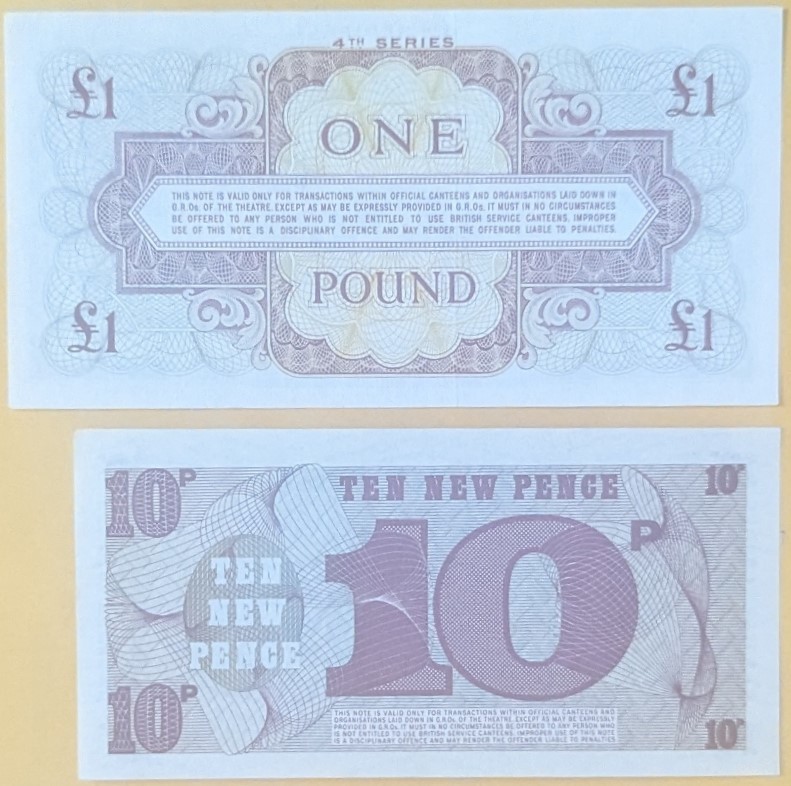 4TH SERIES
£1 £1
ONE
THIS NOTE IS VALID ONLY FOR TRANSACTIONS WITHIN OFFICIAL CANTEENS AND ORGANISATIONS LAID DOWN IN
G.R.Os. OF THE THEATRE. EXCEPT AS MAY BE EXPRESSLY PROVIDED IN G.R.Os. IT MUST IN NO CIRCUMSTANCES
BE OFFERED TO ANY PERSON WHO IS NOT ENTITLED TO USE BRITISH SERVICE CANTEENS. IMPROPER
USE OF THIS NOTE IS A DISCIPLINARY OFFENCE AND MAY RENDER THE OFFENDER LIABLE TO PENALTIES.
POUND
£1 £1
10P TEN NEW PENCE 10P
10P
TEN
NEW
PENCE
10P 10P
THIS NOTE IS VALID ONLY FOR TRANSACTIONS WITHIN OFFICIAL CANTEENS AND
ORGANISATIONS LAID DOWN IN G.R.Os. OF THE THEATRE. EXCEPT AS MAY BE EXPRESSLY
PROVIDED IN G.R.Os. IT MUST IN NO CIRCUMSTANCES BE OFFERED TO ANY PERSON WHO
IS NOT ENTITLED TO USE BRITISH SERVICE CANTEENS. IMPROPER USE OF THIS NOTE
IS A DISCIPLINARY OFFENCE AND MAY RENDER THE OFFENDER LIABLE TO PENALTIES